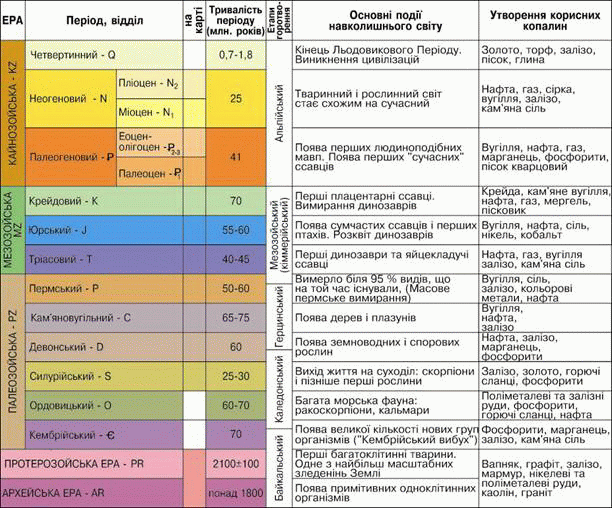 ЕРА
Період, відділ
на карті
Тривалість
періоду
(млн. років)
Етапи
горотво-
рення
Основні події
навколишнього світу
Утворення корисних
копалин
КАЙНОЗОЙСЬКА - KZ
Четвертинний - Q
0,7-1,8
Кінець Льодовикового Періоду.
Виникнення цивілізацій
Золото, торф, залізо,
пісок, глина
Альпійський
Неогеновий - N
Пліоцен - N2
Міоцен - N1
25
Тваринний і рослинний світ
стає схожим на сучасний
Нафта, газ, сірка,
вугілля, залізо,
кам'яна сіль
Палеогеновий - Ꝑ
Еоцен-
олігоцен - Ꝑ2-3
Палеоцен - Ꝑ1
41
Поява перших людиноподібних
мавп. Поява перших "сучасних"
ссавців
Вугілля, нафта, газ,
марганець, фосфорити,
пісок кварцовий
МЕЗОЗОЙСЬКА
MZ
Крейдовий - K
70
Мезозойський
(кіммерійський)
Перші плацентарні ссавці.
Вимирання динозаврів
Крейда, кам'яне вугілля,
нафта, газ, мергель,
пісковик
Юрський - J
55-60
Поява сумчастих ссавців і перших
птахів. Розквіт динозаврів
Вугілля, нафта, сіль,
нікель, кобальт
Тріасовий - T
40-45
Перші динозаври та яйцекладучі
ссавці
Нафта, газ, вугілля
залізо, кам'яна сіль
ПАЛЕОЗОЙСЬКА - PZ
Пермський - P
50-60
Герцинський
Вимерло біля 95 % видів, що
на той час існували, (Масове
пермське вимирання)
Вугілля, сіль,
залізо, кольорові
метали, нафта
Кам'яновугільний - C
65-75
Поява дерев і плазунів
Вугілля,
нафта,
залізо
Девонський - D
60
Поява земноводних і спорових
рослин
Нафта, залізо,
марганець,
фосфорити
Каледонський
Силурійський - S
25-30
Вихід життя на суходіл: скорпіони
і пізніше перші рослини
Залізо, золото, горючі
сланці, фосфорити
Ордовицький - O
60-70
Багата морська фауна:
ракоскорпіони, кальмари
Поліметалеві та залізні
руди, фосфорити,
горючі сланці, нафта
Кембрійський - Є
70
Поява великої кількості нових груп
організмів ("Кембрійський вибух")
Фосфорити, марганець,
залізо, кам'яна сіль
Байкальський
ПРОТЕРОЗОЙСЬКА ЕРА - PR
2100±100
Перші багатоклітинні тварини.
Одне з найбільш масштабних
зледенінь Землі
Вапняк, графіт, залізо,
мармур, нікелеві та
поліметалеві руди,
каолін, граніт
АРХЕЙСЬКА ЕРА - AR
понад 1800
Поява примітивних одноклітинних
організмів